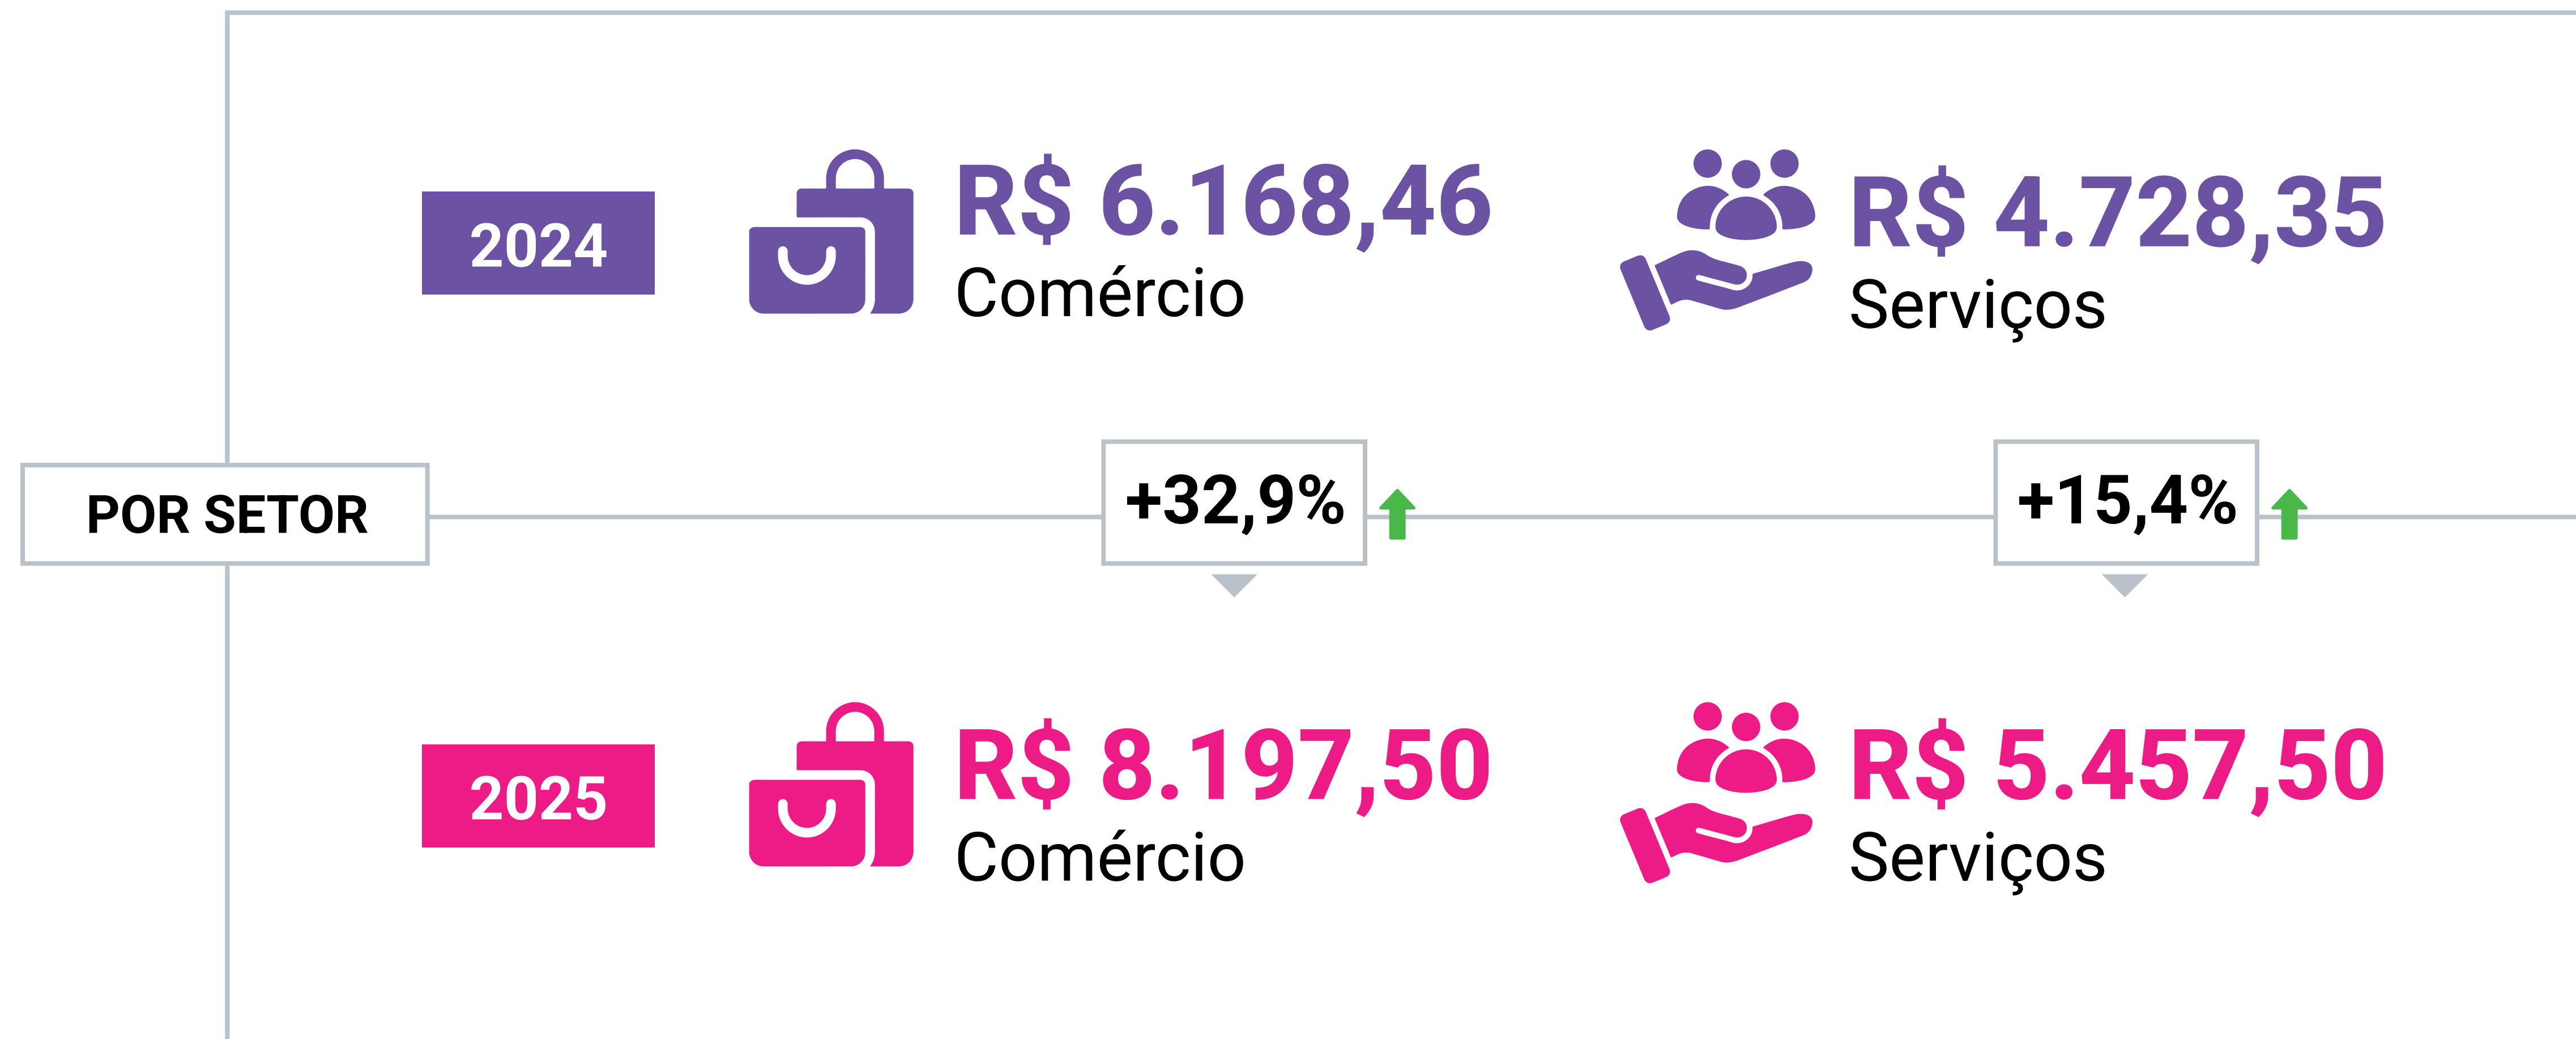 2024
R$ 6.168,46
Comércio
R$ 4.728,35
Serviços
POR SETOR
+32,9%
+15,4%
2025
R$ 8.197,50
Comércio
R$ 5.457,50
Serviços